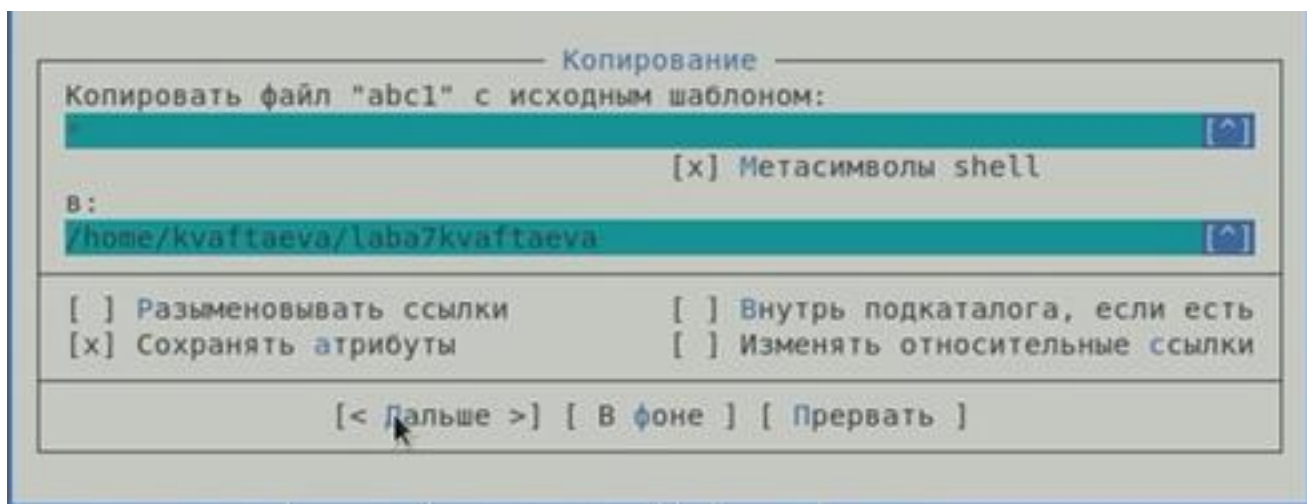 Копирование
Копировать файл "abc1" с исходным шаблоном:
* [^]
[x] Метасимволы shell
в:
/home/kvaftaeva/laba7kvaftaeva [^]
[ ] Разыменовывать ссылки [ ] Внутрь подкаталога, если есть
[x] Сохранять атрибуты [ ] Изменять относительные ссылки
[< Дальше >] [ В фоне ] [ Прервать ]